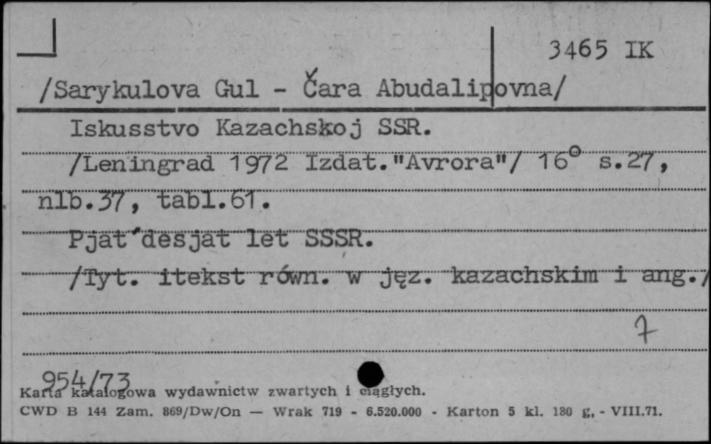 3465 IK
/Sarykulova Gul - Čara Abudalipovna/
Iskusstvo Kazachskoj SSR.
/Leningrad 1972 Izdat."Avrora"/ 16° s.27,
nlb.37, tabl.61.
Pjat'desjat let SSSR.
/Tyt. itekst równ. w jęz. kazachskim i ang./
7
954/73
Karta katalogowa wydawnictw zwartych i ciągłych.
CWD B 144 Zam. 869/Dw/On — Wrak 719 - 6.520.000 - Karton 5 kl. 180 g. - VIII.71.